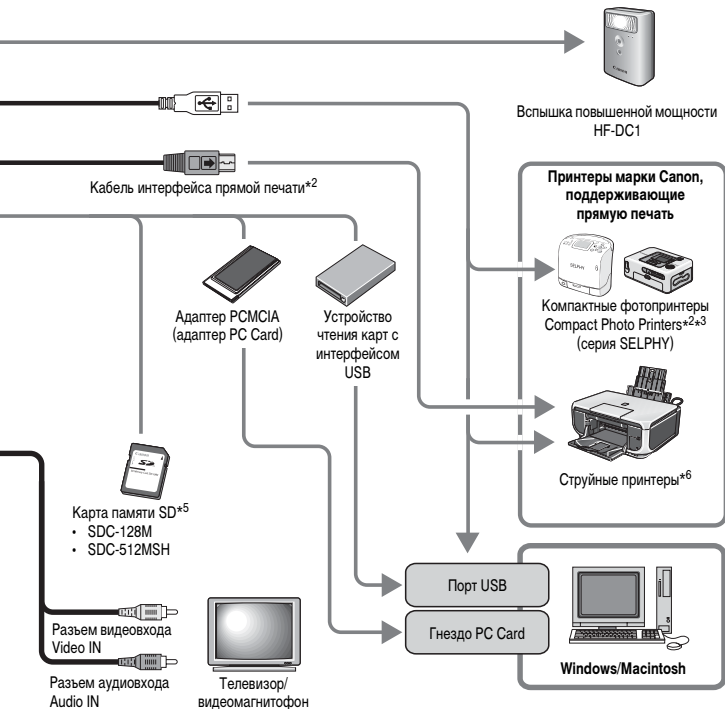 Вспышка повышенной мощности
HF-DC1
Кабель интерфейса прямой печати*2
Принтеры марки Canon,
поддерживающие
прямую печать
SELPHY
Компактные фотопринтеры
Compact Photo Printers*2*3
(серия SELPHY)
Адаптер PCMCIA
(адаптер PC Card)
Устройство
чтения карт с
интерфейсом
USB
Струйные принтеры*6
Карта памяти SD*5
• SDC-128M
• SDC-512MSH
Порт USB
Гнездо PC Card
Windows/Macintosh
Разъем видеовхода
Video IN
Разъем аудиовхода
Audio IN
Телевизор/
видеомагнитофон